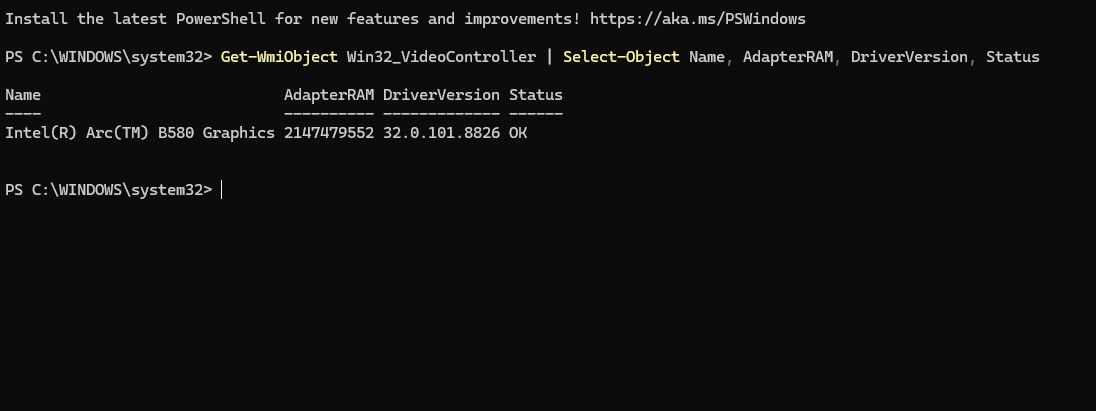 Install the latest PowerShell for new features and improvements! https://aka.ms/PSWindows
PS C:\WINDOWS\system32> Get-WmiObject Win32_VideoController | Select-Object Name, AdapterRAM, DriverVersion, Status
Name                           AdapterRAM DriverVersion Status
----                           ---------- ------------- ------
Intel(R) Arc(TM) B580 Graphics 2147479552 32.0.101.8826 OK
PS C:\WINDOWS\system32>